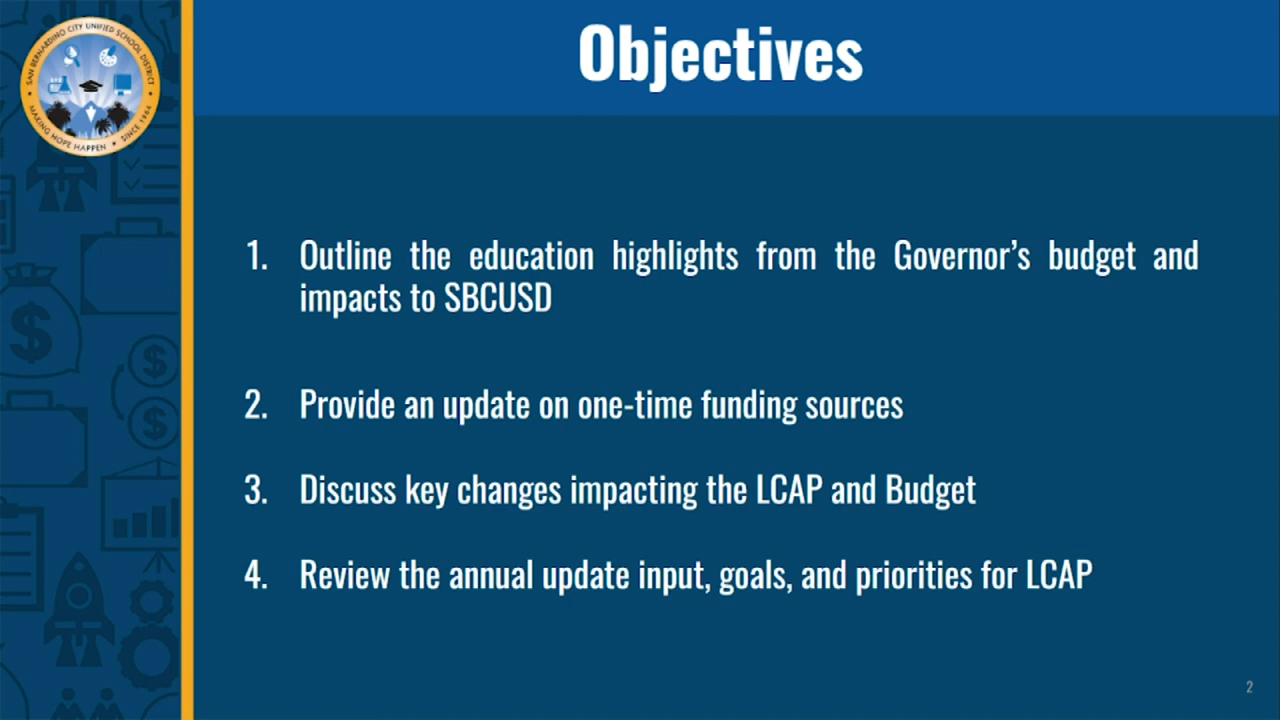 SAN BERNARDINO CITY UNIFIED SCHOOL DISTRICT
MAKING HOPE HAPPEN • SINCE 1964
Objectives
1. Outline the education highlights from the Governor's budget and
impacts to SBCUSD
2. Provide an update on one-time funding sources
3. Discuss key changes impacting the LCAP and Budget
4. Review the annual update input, goals, and priorities for LCAP
2